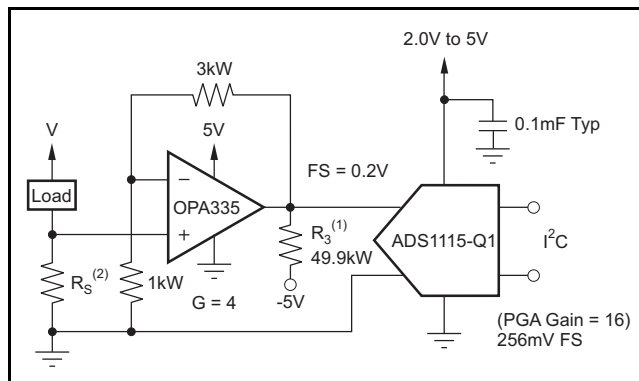 2.0V to 5V
3kW
0.1mF Typ
V
5V
FS = 0.2V
Load
−
OPA335
+
R3(1)
49.9kW
ADS1115-Q1
I2C
RS(2)
1kW
G = 4
-5V
(PGA Gain = 16)
256mV FS